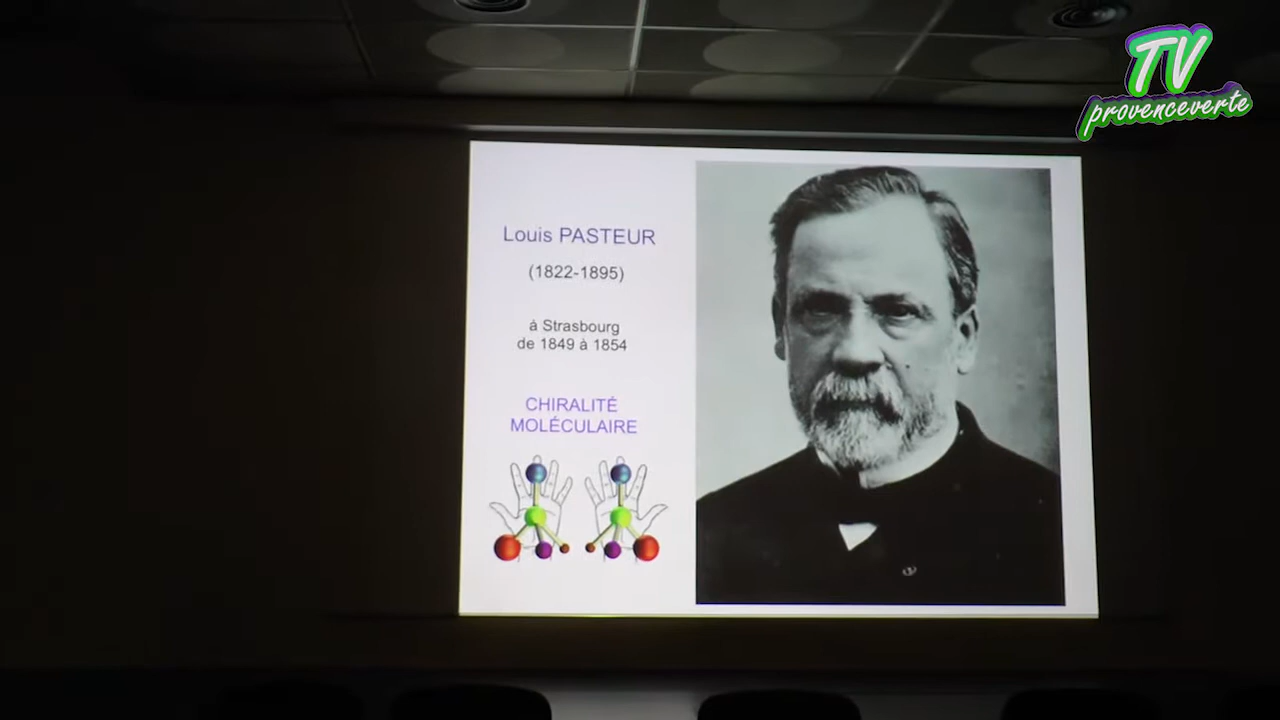 TV
provenceverte
Louis PASTEUR
(1822-1895)
à Strasbourg
de 1849 à 1854
CHIRALITÉ
MOLÉCULAIRE